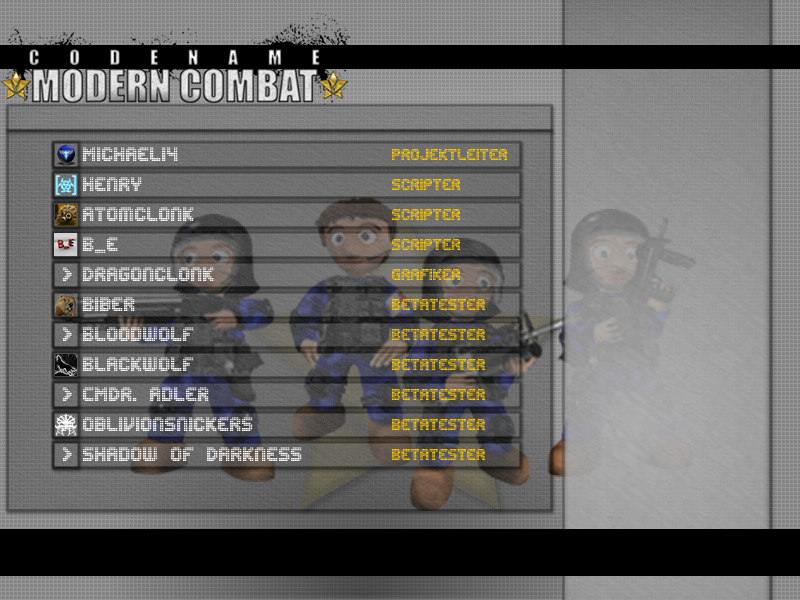 CODENAME
MODERN COMBAT
MICHAEL14 PROJEKTLEITER
HENRY SCRIPTER
ATOMCLONK SCRIPTER
B_E SCRIPTER
DRAGONCLONK GRAFIKER
BIBER BETATESTER
BLOODWOLF BETATESTER
BLACKWOLF BETATESTER
CMDR. ADLER BETATESTER
OBLIVIONSNICKERS BETATESTER
SHADOW OF DARKNESS BETATESTER